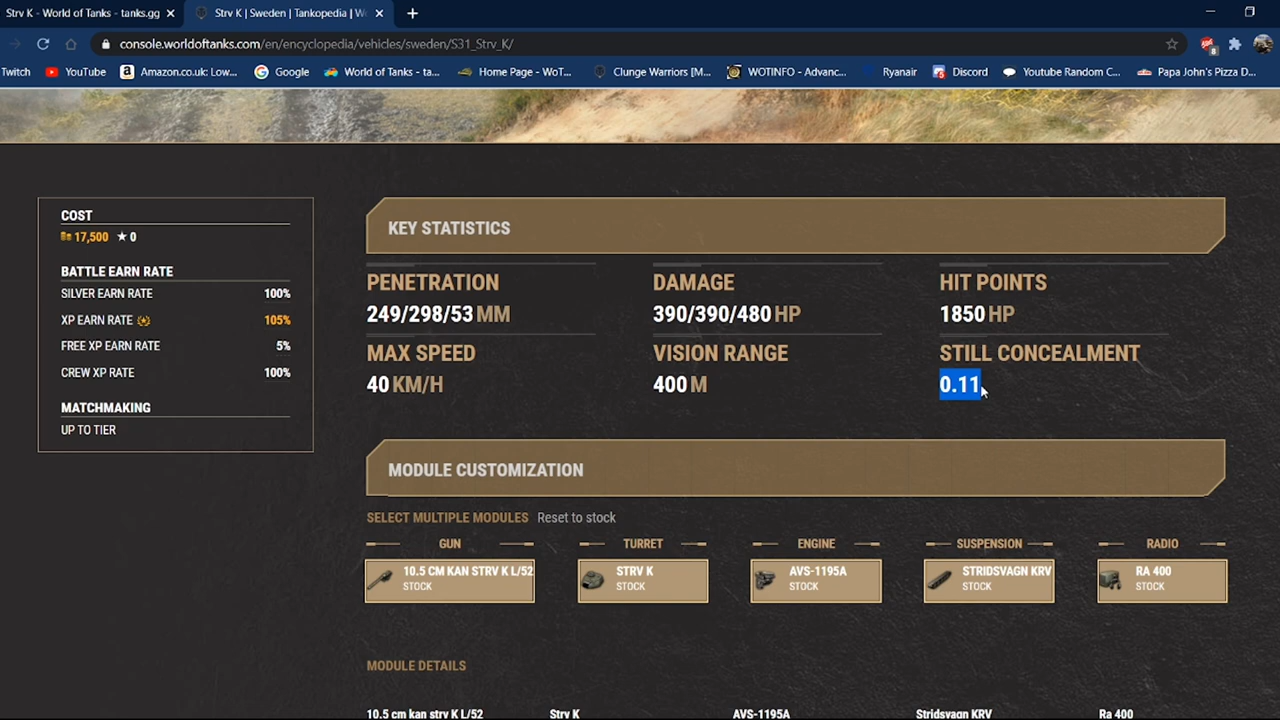 Strv K - World of Tanks - tanks.gg
Strv K | Sweden | Tankopedia | W
console.worldoftanks.com/en/encyclopedia/vehicles/sweden/S31_Strv_K/
8
Twitch YouTube Amazon.co.uk: Low... Google World of Tanks - ta... Home Page - WoT... Clunge Warriors [M... WOTINFO - Advanc... Ryanair Discord Youtube Random C... Papa John's Pizza D...
COST
17,500 ★ 0
BATTLE EARN RATE
SILVER EARN RATE 100%
XP EARN RATE 105%
FREE XP EARN RATE 5%
CREW XP RATE 100%
MATCHMAKING
UP TO TIER
KEY STATISTICS
PENETRATION DAMAGE HIT POINTS
249/298/53 MM 390/390/480 HP 1850 HP
MAX SPEED VISION RANGE STILL CONCEALMENT
40 KM/H 400 M 0.11
MODULE CUSTOMIZATION
SELECT MULTIPLE MODULES Reset to stock
GUN TURRET ENGINE SUSPENSION RADIO
10.5 CM KAN STRV K L/52 STRV K AVS-1195A STRIDSVAGN KRV RA 400
STOCK STOCK STOCK STOCK STOCK
MODULE DETAILS
10.5 cm kan strv K L/52 Strv K AVS-1195A Stridsvagn KRV Ra 400